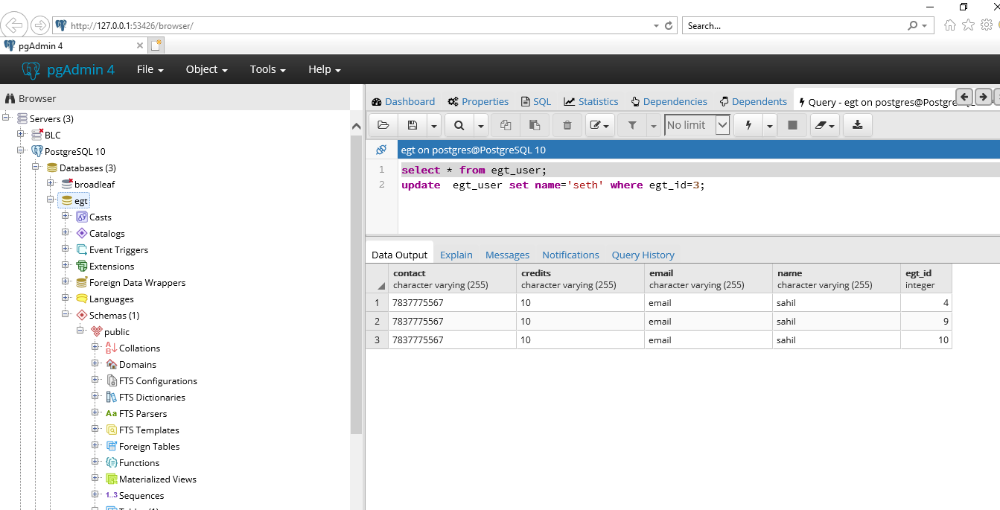 http://127.0.0.1:53426/browser/
Search...
pgAdmin 4
pgAdmin 4 File Object Tools Help
Browser
Servers (3)
BLC
PostgreSQL 10
Databases (3)
broadleaf
egt
Casts
Catalogs
Event Triggers
Extensions
Foreign Data Wrappers
Languages
Schemas (1)
public
Collations
Domains
FTS Configurations
FTS Dictionaries
Aa FTS Parsers
FTS Templates
Foreign Tables
Functions
Materialized Views
1..3 Sequences
Dashboard Properties SQL Statistics Dependencies Dependents Query - egt on postgres@Postgre
No limit
egt on postgres@PostgreSQL 10
1 select * from egt_user;
2 update  egt_user set name='seth' where egt_id=3;
Data Output Explain Messages Notifications Query History
contact credits email name egt_id
character varying (255) character varying (255) character varying (255) character varying (255) integer
1 7837775567 10 email sahil 4
2 7837775567 10 email sahil 9
3 7837775567 10 email sahil 10